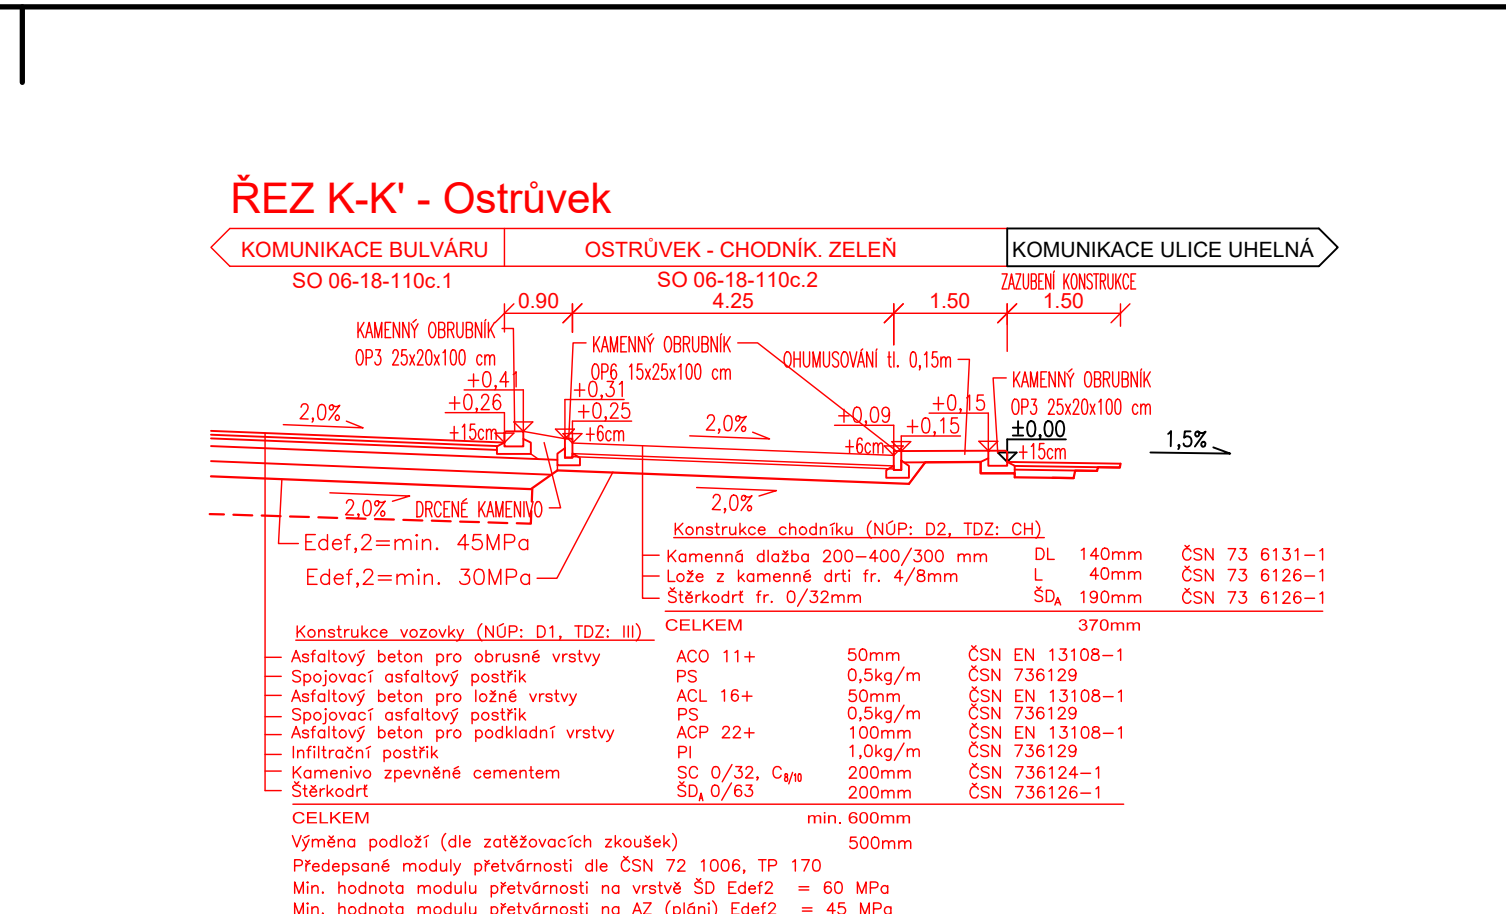 ŘEZ K-K' - Ostrůvek
KOMUNIKACE BULVÁRU
OSTRŮVEK - CHODNÍK. ZELEŇ
KOMUNIKACE ULICE UHELNÁ
SO 06-18-110c.1
SO 06-18-110c.2
ZAZUBENÍ KONSTRUKCE
0.90
4.25
1.50
1.50
KAMENNÝ OBRUBNÍK
OP3 25x20x100 cm
KAMENNÝ OBRUBNÍK
OP6 15x25x100 cm
OHUMUSOVÁNÍ tl. 0,15m
KAMENNÝ OBRUBNÍK
OP3 25x20x100 cm
+0,41
+0,26
+15cm
+0,31
+0,25
+6cm
+0,09
+6cm
+0,15
+0,15
±0,00
+15cm
2,0%
2,0%
1,5%
2,0%
DRCENÉ KAMENIVO
2,0%
Edef,2=min. 45MPa
Edef,2=min. 30MPa
Konstrukce chodníku (NÚP: D2, TDZ: CH)
Kamenná dlažba 200-400/300 mm DL 140mm ČSN 73 6131-1
Lože z kamenné drti fr. 4/8mm L 40mm ČSN 73 6126-1
Štěrkodrť fr. 0/32mm ŠDA 190mm ČSN 73 6126-1
CELKEM 370mm
Konstrukce vozovky (NÚP: D1, TDZ: III)
Asfaltový beton pro obrusné vrstvy ACO 11+ 50mm ČSN EN 13108-1
Spojovací asfaltový postřik PS 0,5kg/m ČSN 736129
Asfaltový beton pro ložné vrstvy ACL 16+ 50mm ČSN EN 13108-1
Spojovací asfaltový postřik PS 0,5kg/m ČSN 736129
Asfaltový beton pro podkladní vrstvy ACP 22+ 100mm ČSN EN 13108-1
Infiltrační postřik PI 1,0kg/m ČSN 736129
Kamenivo zpevněné cementem SC 0/32, C8/10 200mm ČSN 736124-1
Štěrkodrť ŠDA 0/63 200mm ČSN 736126-1
CELKEM min. 600mm
Výměna podloží (dle zatěžovacích zkoušek) 500mm
Předepsané moduly přetvárnosti dle ČSN 72 1006, TP 170
Min. hodnota modulu přetvárnosti na vrstvě ŠD Edef2 = 60 MPa
Min. hodnota modulu přetvárnosti na AZ (pláni) Edef2 = 45 MPa